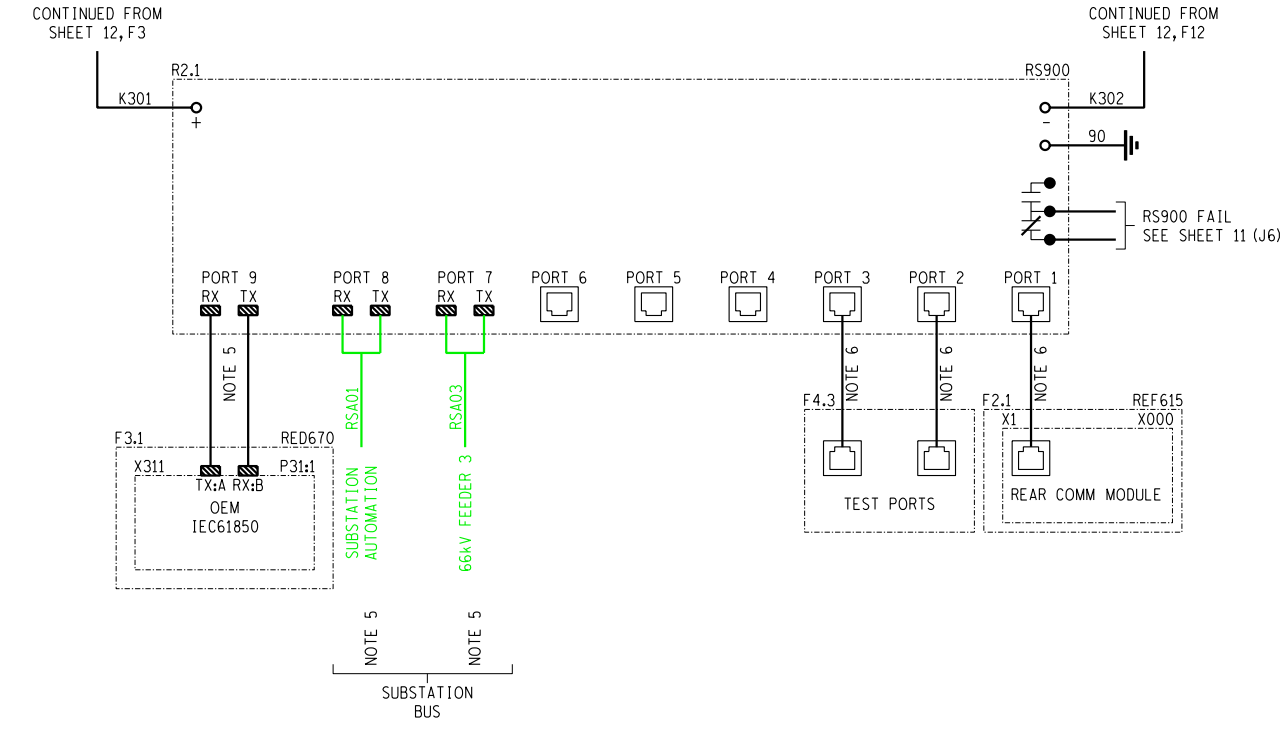 CONTINUED FROM
SHEET 12,F3
CONTINUED FROM
SHEET 12,F12
R2.1
RS900
K301
+
K302
-
90
RS900 FAIL
SEE SHEET 11 (J6)
PORT 9
RX TX
PORT 8
RX TX
PORT 7
RX TX
PORT 6
PORT 5
PORT 4
PORT 3
PORT 2
PORT 1
NOTE 5
RSA01
RSA03
NOTE 6
NOTE 6
NOTE 6
F3.1
RED670
X311
P31:1
TX:A RX:B
OEM
IEC61850
SUBSTATION
AUTOMATION
66kV FEEDER 3
F4.3
TEST PORTS
F2.1
REF615
X1
X000
REAR COMM MODULE
NOTE 5
NOTE 5
SUBSTATION
BUS